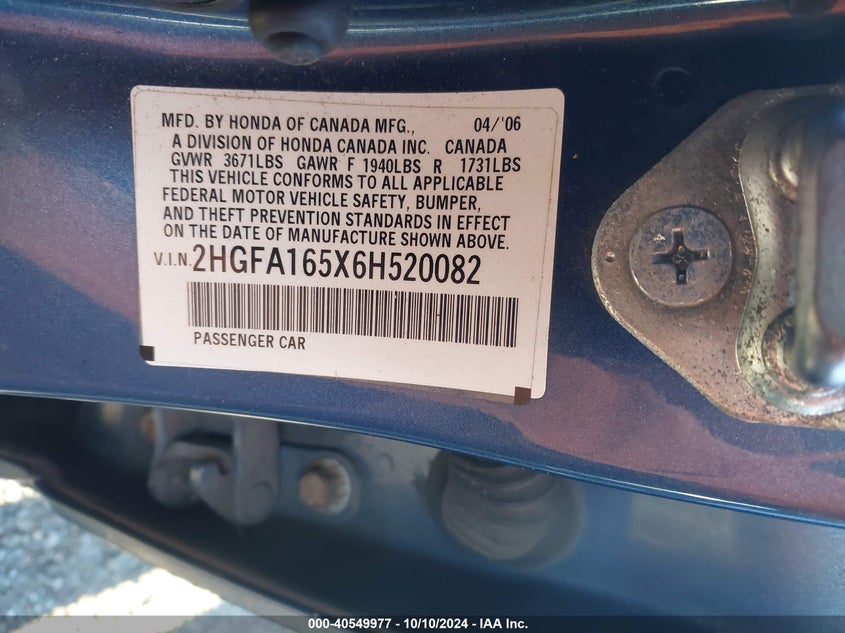 MFD. BY HONDA OF CANADA MFG., 04/'06
A DIVISION OF HONDA CANADA INC. CANADA
GVWR 3671LBS GAWR F 1940LBS R 1731LBS
THIS VEHICLE CONFORMS TO ALL APPLICABLE
FEDERAL MOTOR VEHICLE SAFETY, BUMPER,
AND THEFT PREVENTION STANDARDS IN EFFECT
ON THE DATE OF MANUFACTURE SHOWN ABOVE.
V.I.N. 2HGFA165X6H520082
PASSENGER CAR
000-40549977 - 10/10/2024 - IAA Inc.